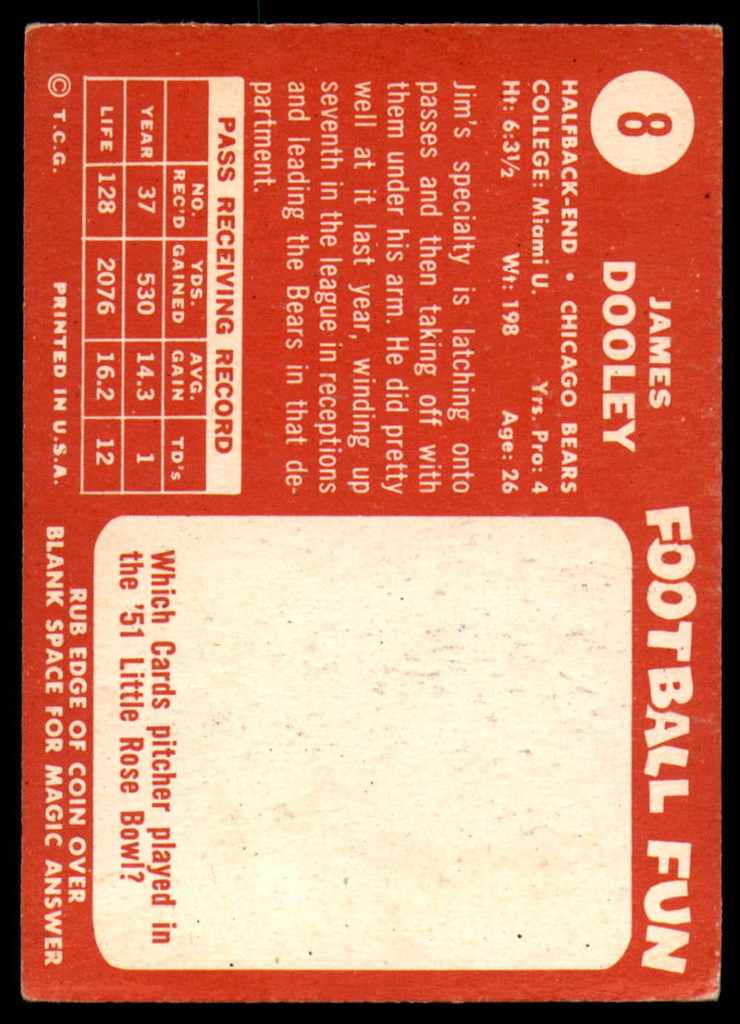 8
JAMES
DOOLEY
HALFBACK-END • CHICAGO BEARS
COLLEGE: Miami U. Yrs. Pro: 4
Ht: 6:3½ Wt: 198 Age: 26
Jim's specialty is latching onto
passes and then taking off with
them under his arm. He did pretty
well at it last year, winding up
seventh in the league in receptions
and leading the Bears in that de-
partment.
PASS RECEIVING RECORD
NO. REC'D YDS. GAINED AVG. GAIN TD's
YEAR 37 530 14.3 1
LIFE 128 2076 16.2 12
© T.C.G. PRINTED IN U.S.A.
FOOTBALL FUN
Which Cards pitcher played in
the '51 Little Rose Bowl?
RUB EDGE OF COIN OVER
BLANK SPACE FOR MAGIC ANSWER